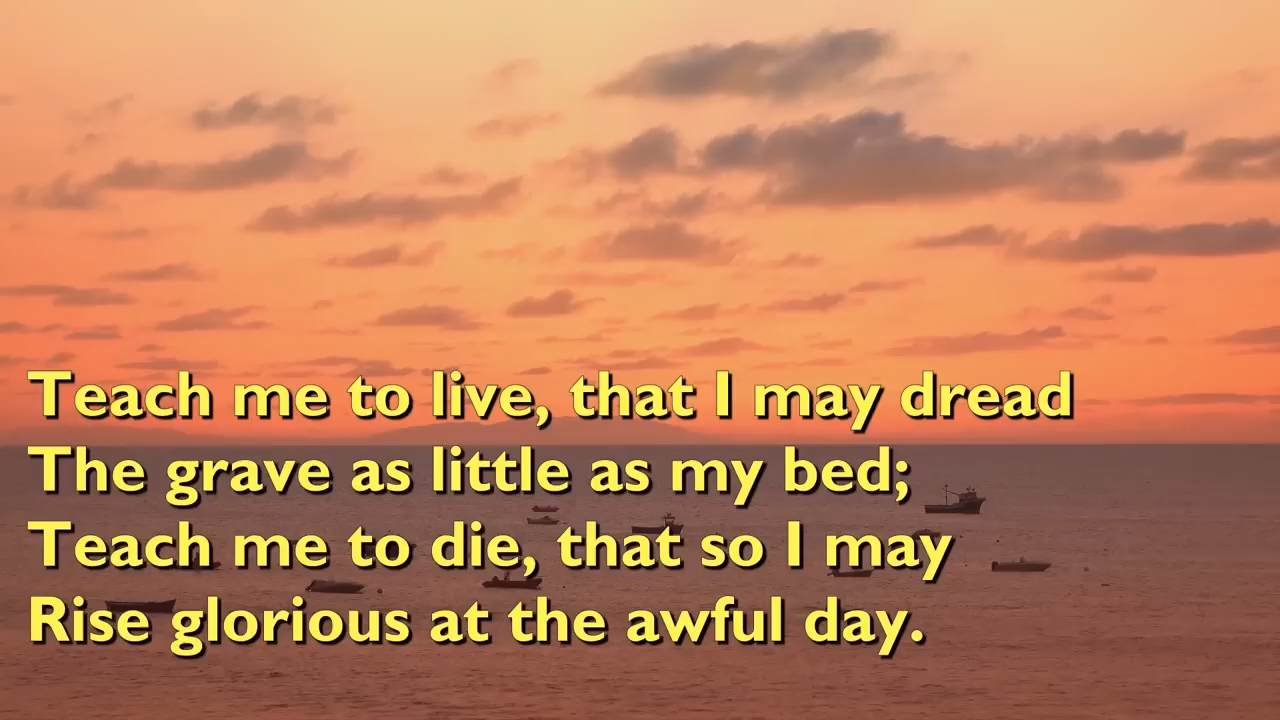 Teach me to live, that I may dread
The grave as little as my bed;
Teach me to die, that so I may
Rise glorious at the awful day.